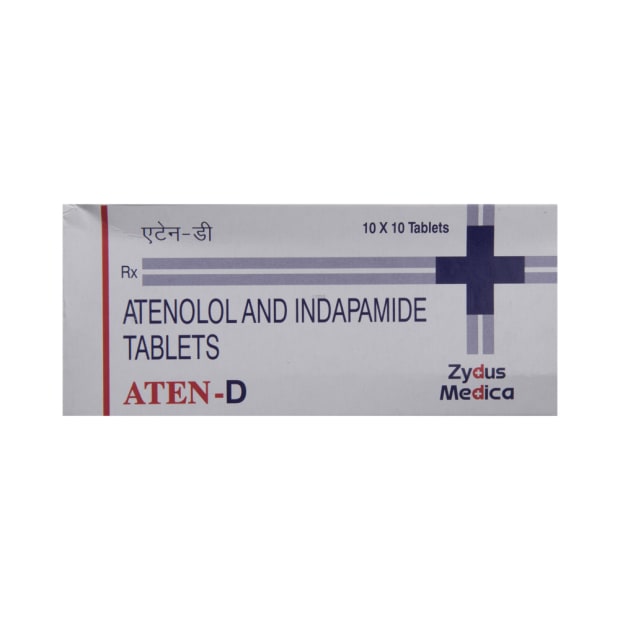 एटेन-डी
10 X 10 Tablets
Rx
ATENOLOL AND INDAPAMIDE
TABLETS
ATEN-D
Zydus
Medica